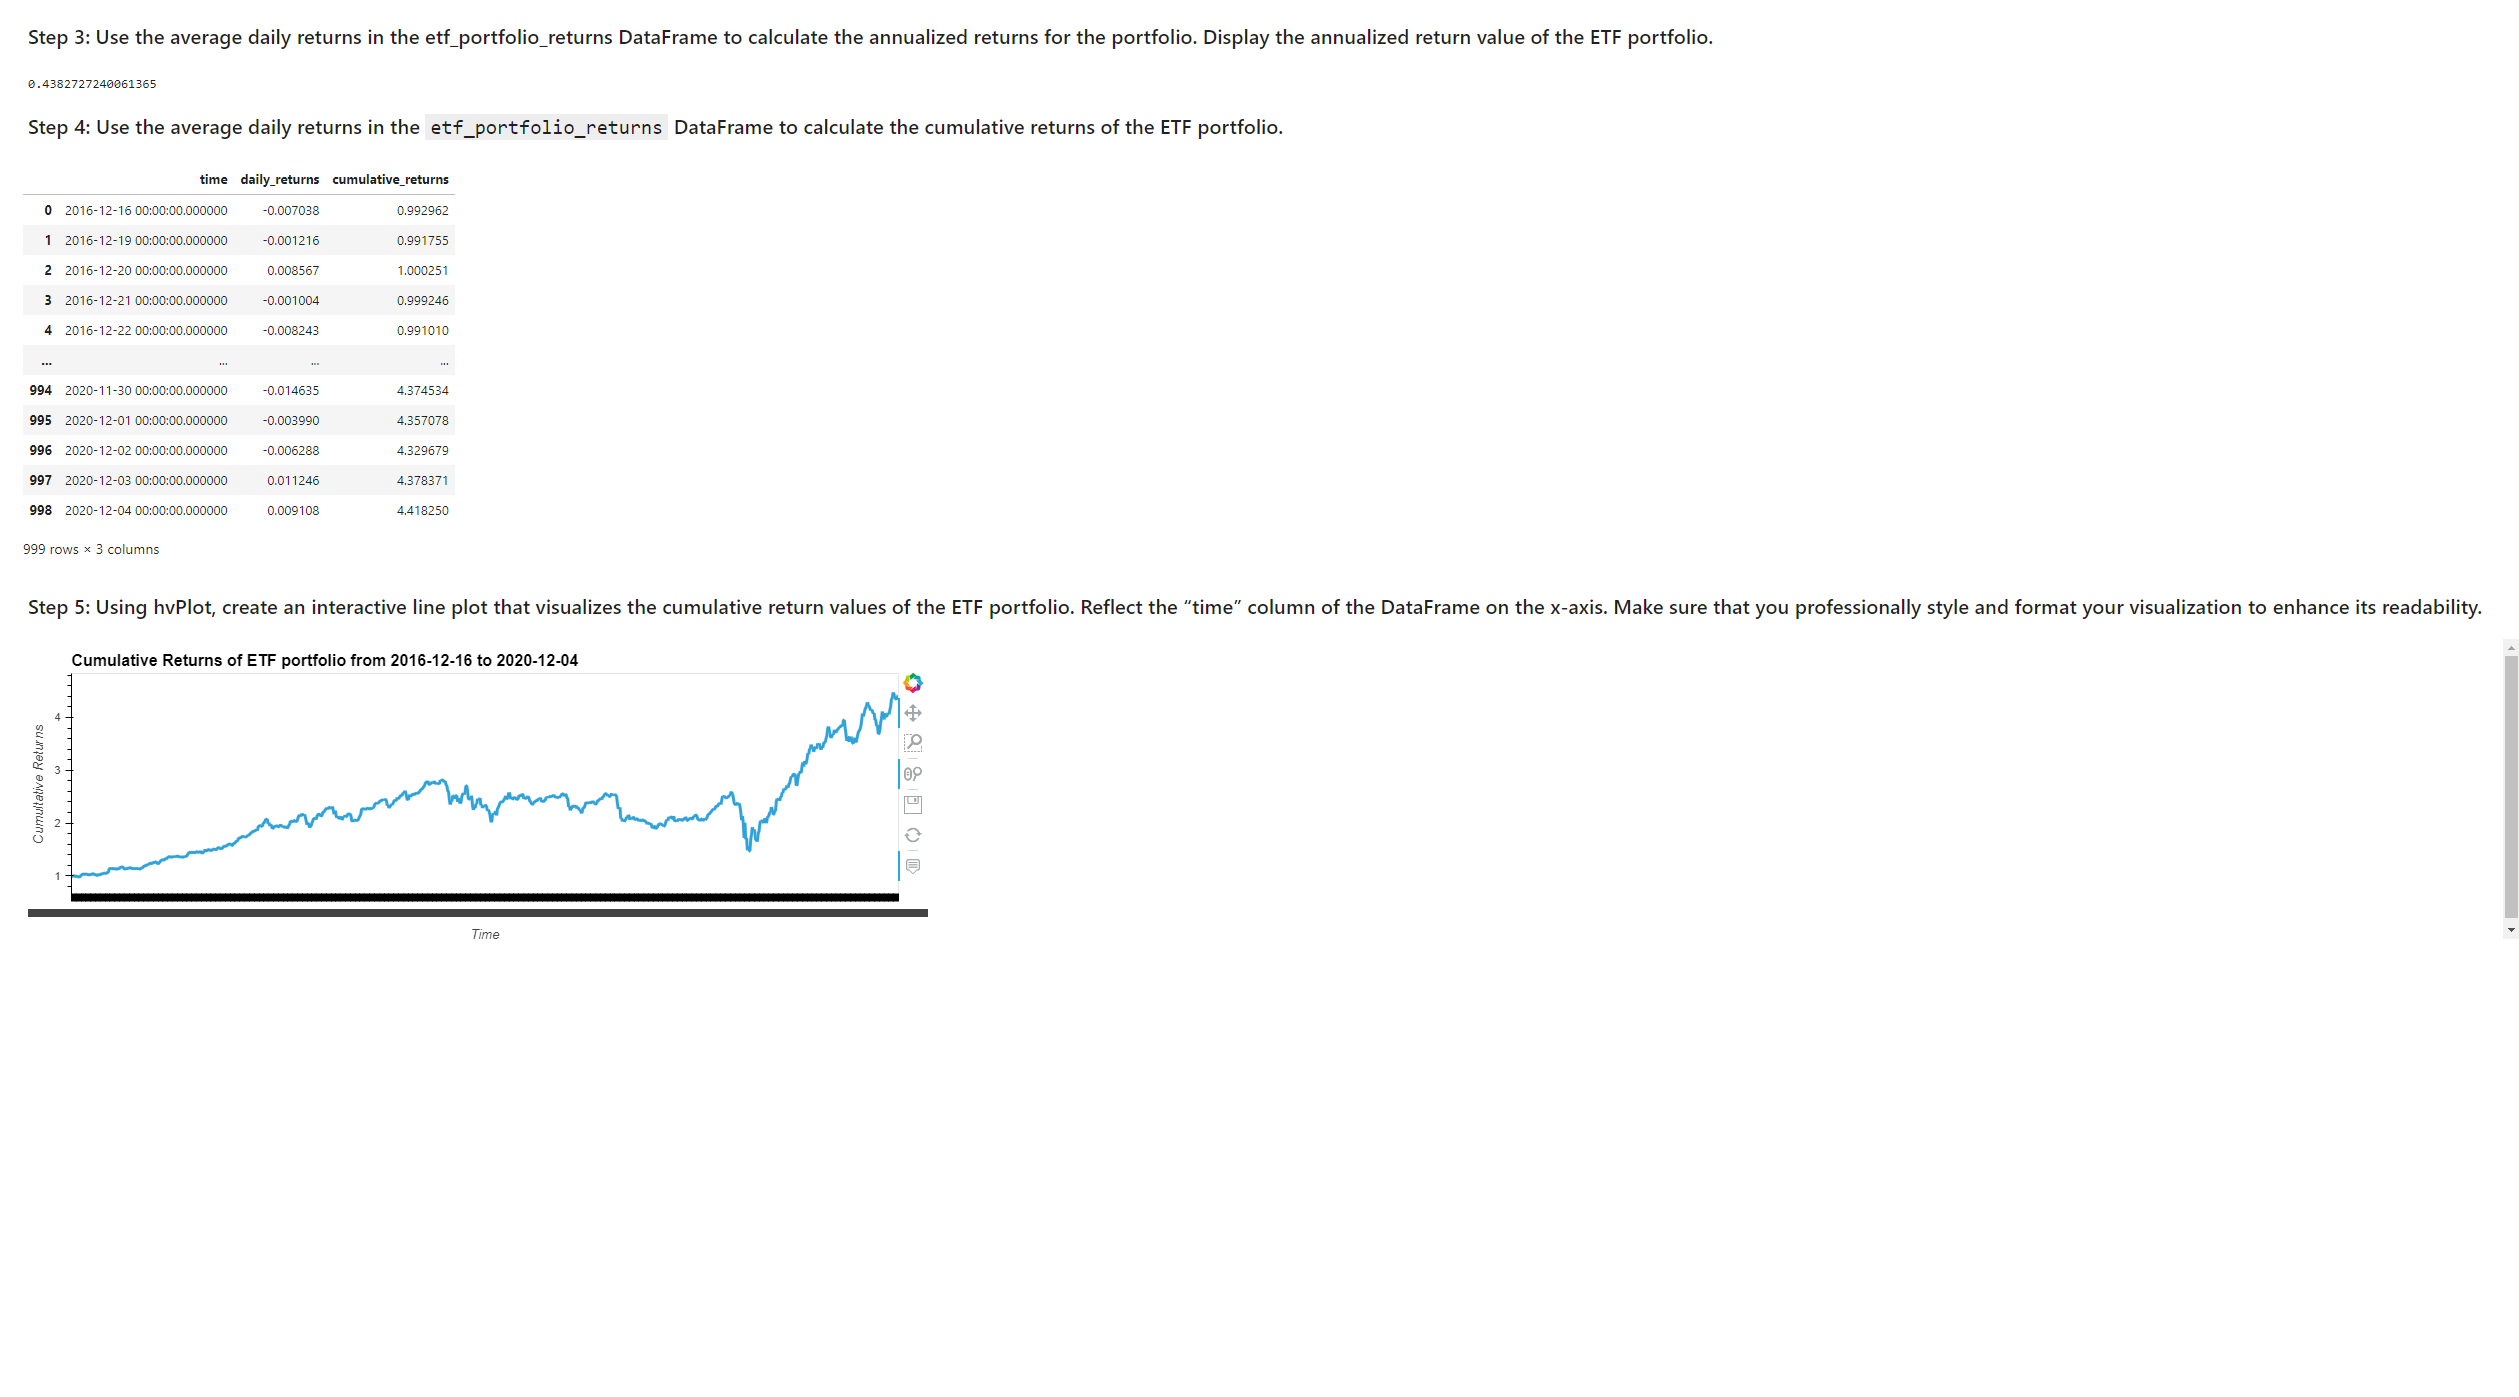 Step 3: Use the average daily returns in the etf_portfolio_returns DataFrame to calculate the annualized returns for the portfolio. Display the annualized return value of the ETF portfolio.
0.4382727240061365
Step 4: Use the average daily returns in the etf_portfolio_returns DataFrame to calculate the cumulative returns of the ETF portfolio.
time daily_returns cumulative_returns
0 2016-12-16 00:00:00.000000 -0.007038 0.992962
1 2016-12-19 00:00:00.000000 -0.001216 0.991755
2 2016-12-20 00:00:00.000000 0.008567 1.000251
3 2016-12-21 00:00:00.000000 -0.001004 0.999246
4 2016-12-22 00:00:00.000000 -0.008243 0.991010
... ... ... ...
994 2020-11-30 00:00:00.000000 -0.014635 4.374534
995 2020-12-01 00:00:00.000000 -0.003990 4.357078
996 2020-12-02 00:00:00.000000 -0.006288 4.329679
997 2020-12-03 00:00:00.000000 0.011246 4.378371
998 2020-12-04 00:00:00.000000 0.009108 4.418250
999 rows × 3 columns
Step 5: Using hvPlot, create an interactive line plot that visualizes the cumulative return values of the ETF portfolio. Reflect the “time” column of the DataFrame on the x-axis. Make sure that you professionally style and format your visualization to enhance its readability.
Cumulative Returns of ETF portfolio from 2016-12-16 to 2020-12-04
Cumultative Returns
4
3
2
1
Time